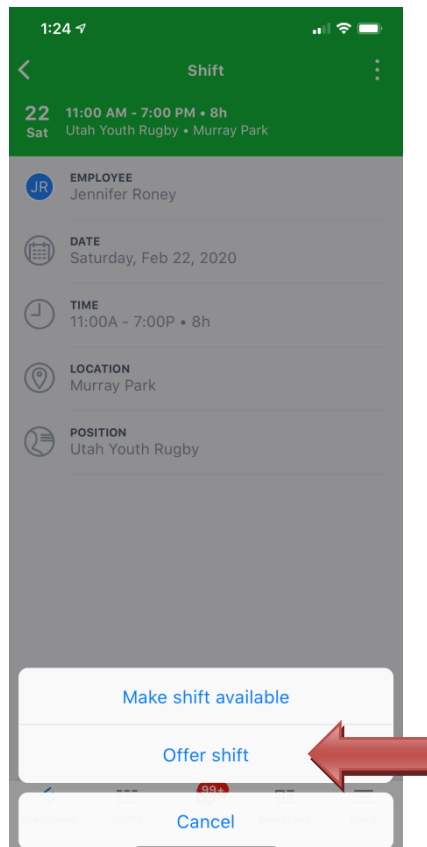 1:24
Shift
22 11:00 AM - 7:00 PM • 8h
Sat Utah Youth Rugby • Murray Park
JR EMPLOYEE
Jennifer Roney
DATE
Saturday, Feb 22, 2020
TIME
11:00A - 7:00P • 8h
LOCATION
Murray Park
POSITION
Utah Youth Rugby
Make shift available
Offer shift
99+
Cancel